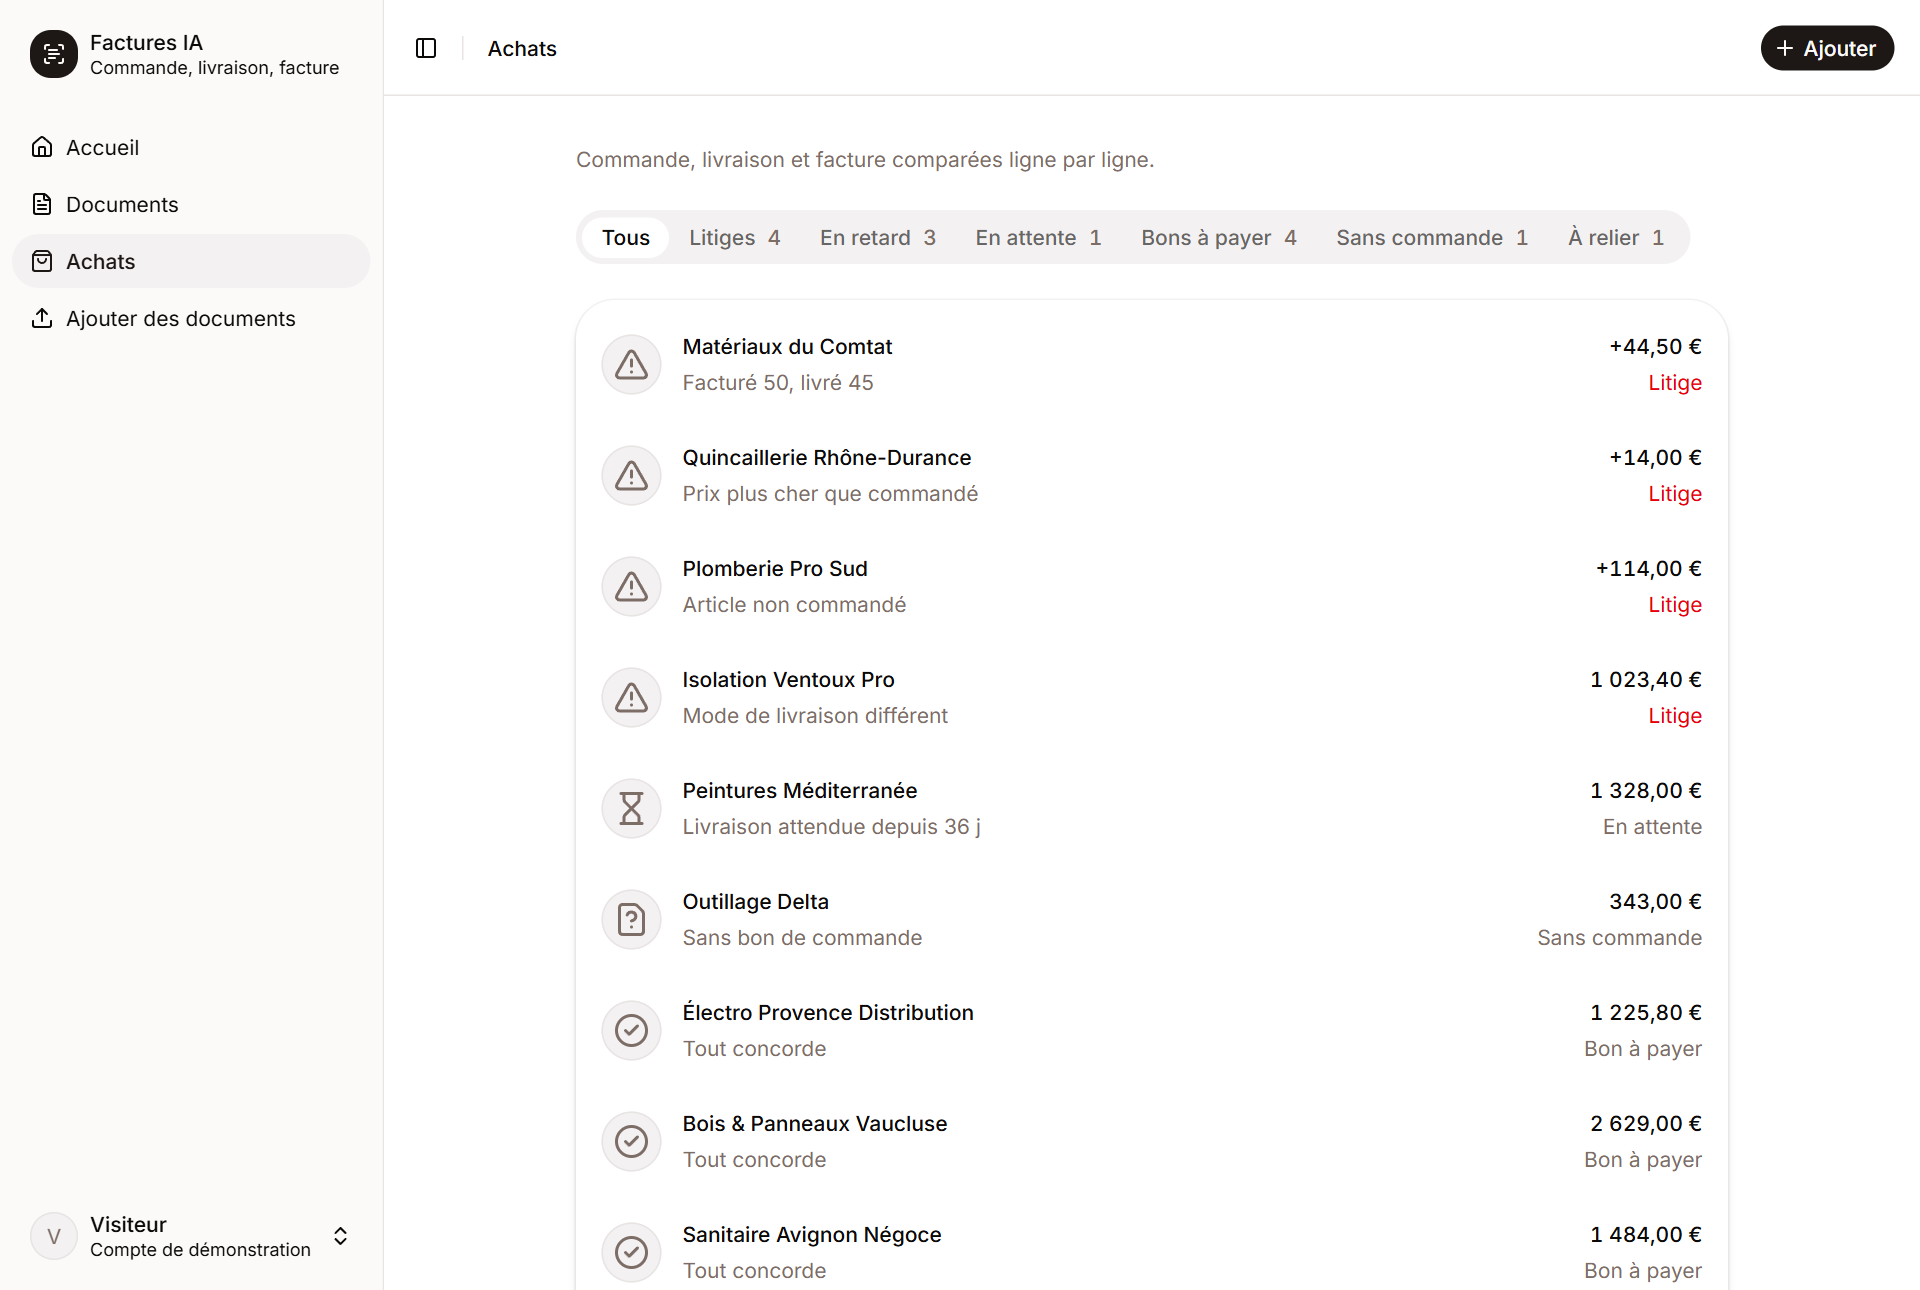 Factures IA
Commande, livraison, facture
Accueil
Documents
Achats
Ajouter des documents
V
Visiteur
Compte de démonstration
Achats
Ajouter
Commande, livraison et facture comparées ligne par ligne.
Tous Litiges 4 En retard 3 En attente 1 Bons à payer 4 Sans commande 1 À relier 1
Matériaux du Comtat +44,50 €
Facturé 50, livré 45 Litige
Quincaillerie Rhône-Durance +14,00 €
Prix plus cher que commandé Litige
Plomberie Pro Sud +114,00 €
Article non commandé Litige
Isolation Ventoux Pro 1 023,40 €
Mode de livraison différent Litige
Peintures Méditerranée 1 328,00 €
Livraison attendue depuis 36 j En attente
Outillage Delta 343,00 €
Sans bon de commande Sans commande
Électro Provence Distribution 1 225,80 €
Tout concorde Bon à payer
Bois & Panneaux Vaucluse 2 629,00 €
Tout concorde Bon à payer
Sanitaire Avignon Négoce 1 484,00 €
Tout concorde Bon à payer